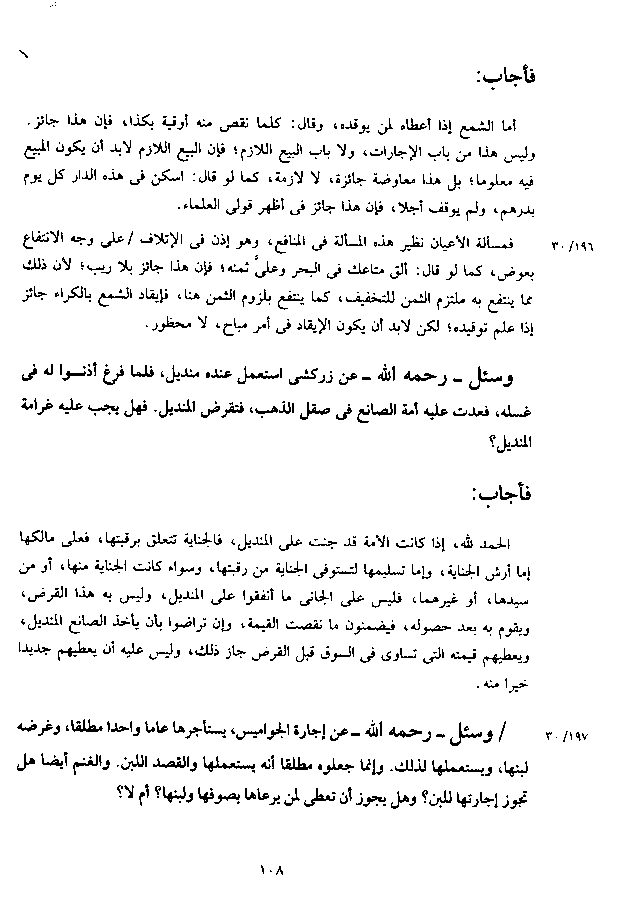 فأجاب:
أما الشمع إذا أعطاه لمن يوقده، وقال: كلما نقص منه أوقية بكذا، فإن هذا جائز.
وليس هذا من باب الإجارات، ولا باب البيع اللازم؛ فإن البيع اللازم لابد أن يكون المبيع
فيه معلوما؛ بل هذا معاوضة جائزة، لا لازمة، كما لو قال: اسكن فى هذه الدار كل يوم
بدرهم، ولم يوقف أجلا، فإن هذا جائز فى أظهر قولى العلماء.
٣٠/١٩٦ فمسألة الأعيان نظير هذه المسألة فى المنافع، وهو إذن فى الإتلاف / على وجه الانتفاع
بعوض، كما لو قال: ألق متاعك فى البحر وعلىَّ ثمنه؛ فإن هذا جائز بلا ريب؛ لأن ذلك
مما ينتفع به ملتزم الثمن للتخفيف، كما ينتفع بلزوم الثمن هنا، فإيقاد الشمع بالكراء جائز
إذا علم توقيده؛ لكن لابد أن يكون الإيقاد فى أمر مباح، لا محظور.
وسئل ـ رحمه الله ـ عن زركشى استعمل عنده منديل، فلما فرغ أذنوا له فى
غسله، فعدت عليه أمة الصانع فى صقل الذهب، فتقرض المنديل. فهل يجب عليه غرامة
المنديل؟
فأجاب:
الحمد لله، إذا كانت الأمة قد جنت على المنديل، فالجناية تتعلق برقبتها، فعلى مالكها
إما أرش الجناية، وإما تسليمها لتستوفى الجناية من رقبتها، وسواء كانت الجناية منها، أو من
سيدها، أو غيرهما، فليس على الجانى ما أنفقوا على المنديل، وليس به هذا القرض،
ويقوم به بعد حصوله، فيضمنون ما نقصت القيمة، وإن تراضوا بأن يأخذ الصانع المنديل،
ويعطيهم قيمته التى تساوى فى السوق قبل القرض جاز ذلك، وليس عليه أن يعطيهم جديدا
خيرا منه.
٣٠/١٩٧ / وسئل ـ رحمه الله ـ عن إجارة الجواميس، يستأجرها عاما واحدا مطلقا، وغرضه
لبنها، ويستعملها لذلك. وإنما جعلوه مطلقا أنه يستعملها والقصد اللبن. والغنم أيضا هل
تجوز إجارتها للبن؟ وهل يجوز أن تعطى لمن يرعاها بصوفها ولبنها؟ أم لا؟
١٠٨